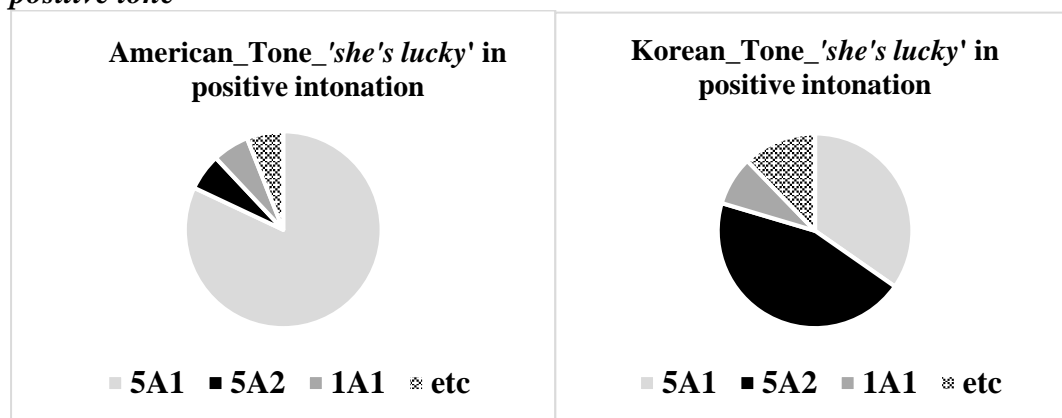 positive tone
American_Tone_'she's lucky' in
positive intonation
5A1 5A2 1A1 etc
Korean_Tone_'she's lucky' in
positive intonation
5A1 5A2 1A1 etc